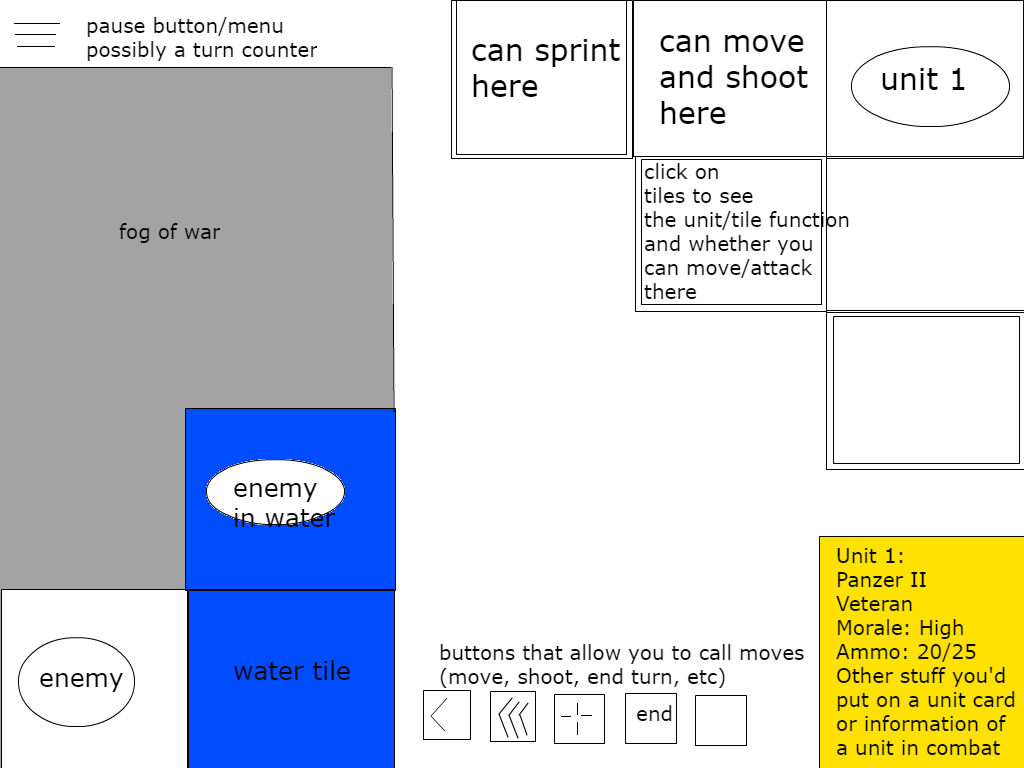 pause button/menu
possibly a turn counter
can sprint
here
can move
and shoot
here
unit 1
click on
tiles to see
the unit/tile function
and whether you
can move/attack
there
fog of war
enemy
in water
enemy
water tile
buttons that allow you to call moves
(move, shoot, end turn, etc)
end
Unit 1:
Panzer II
Veteran
Morale: High
Ammo: 20/25
Other stuff you'd
put on a unit card
or information of
a unit in combat